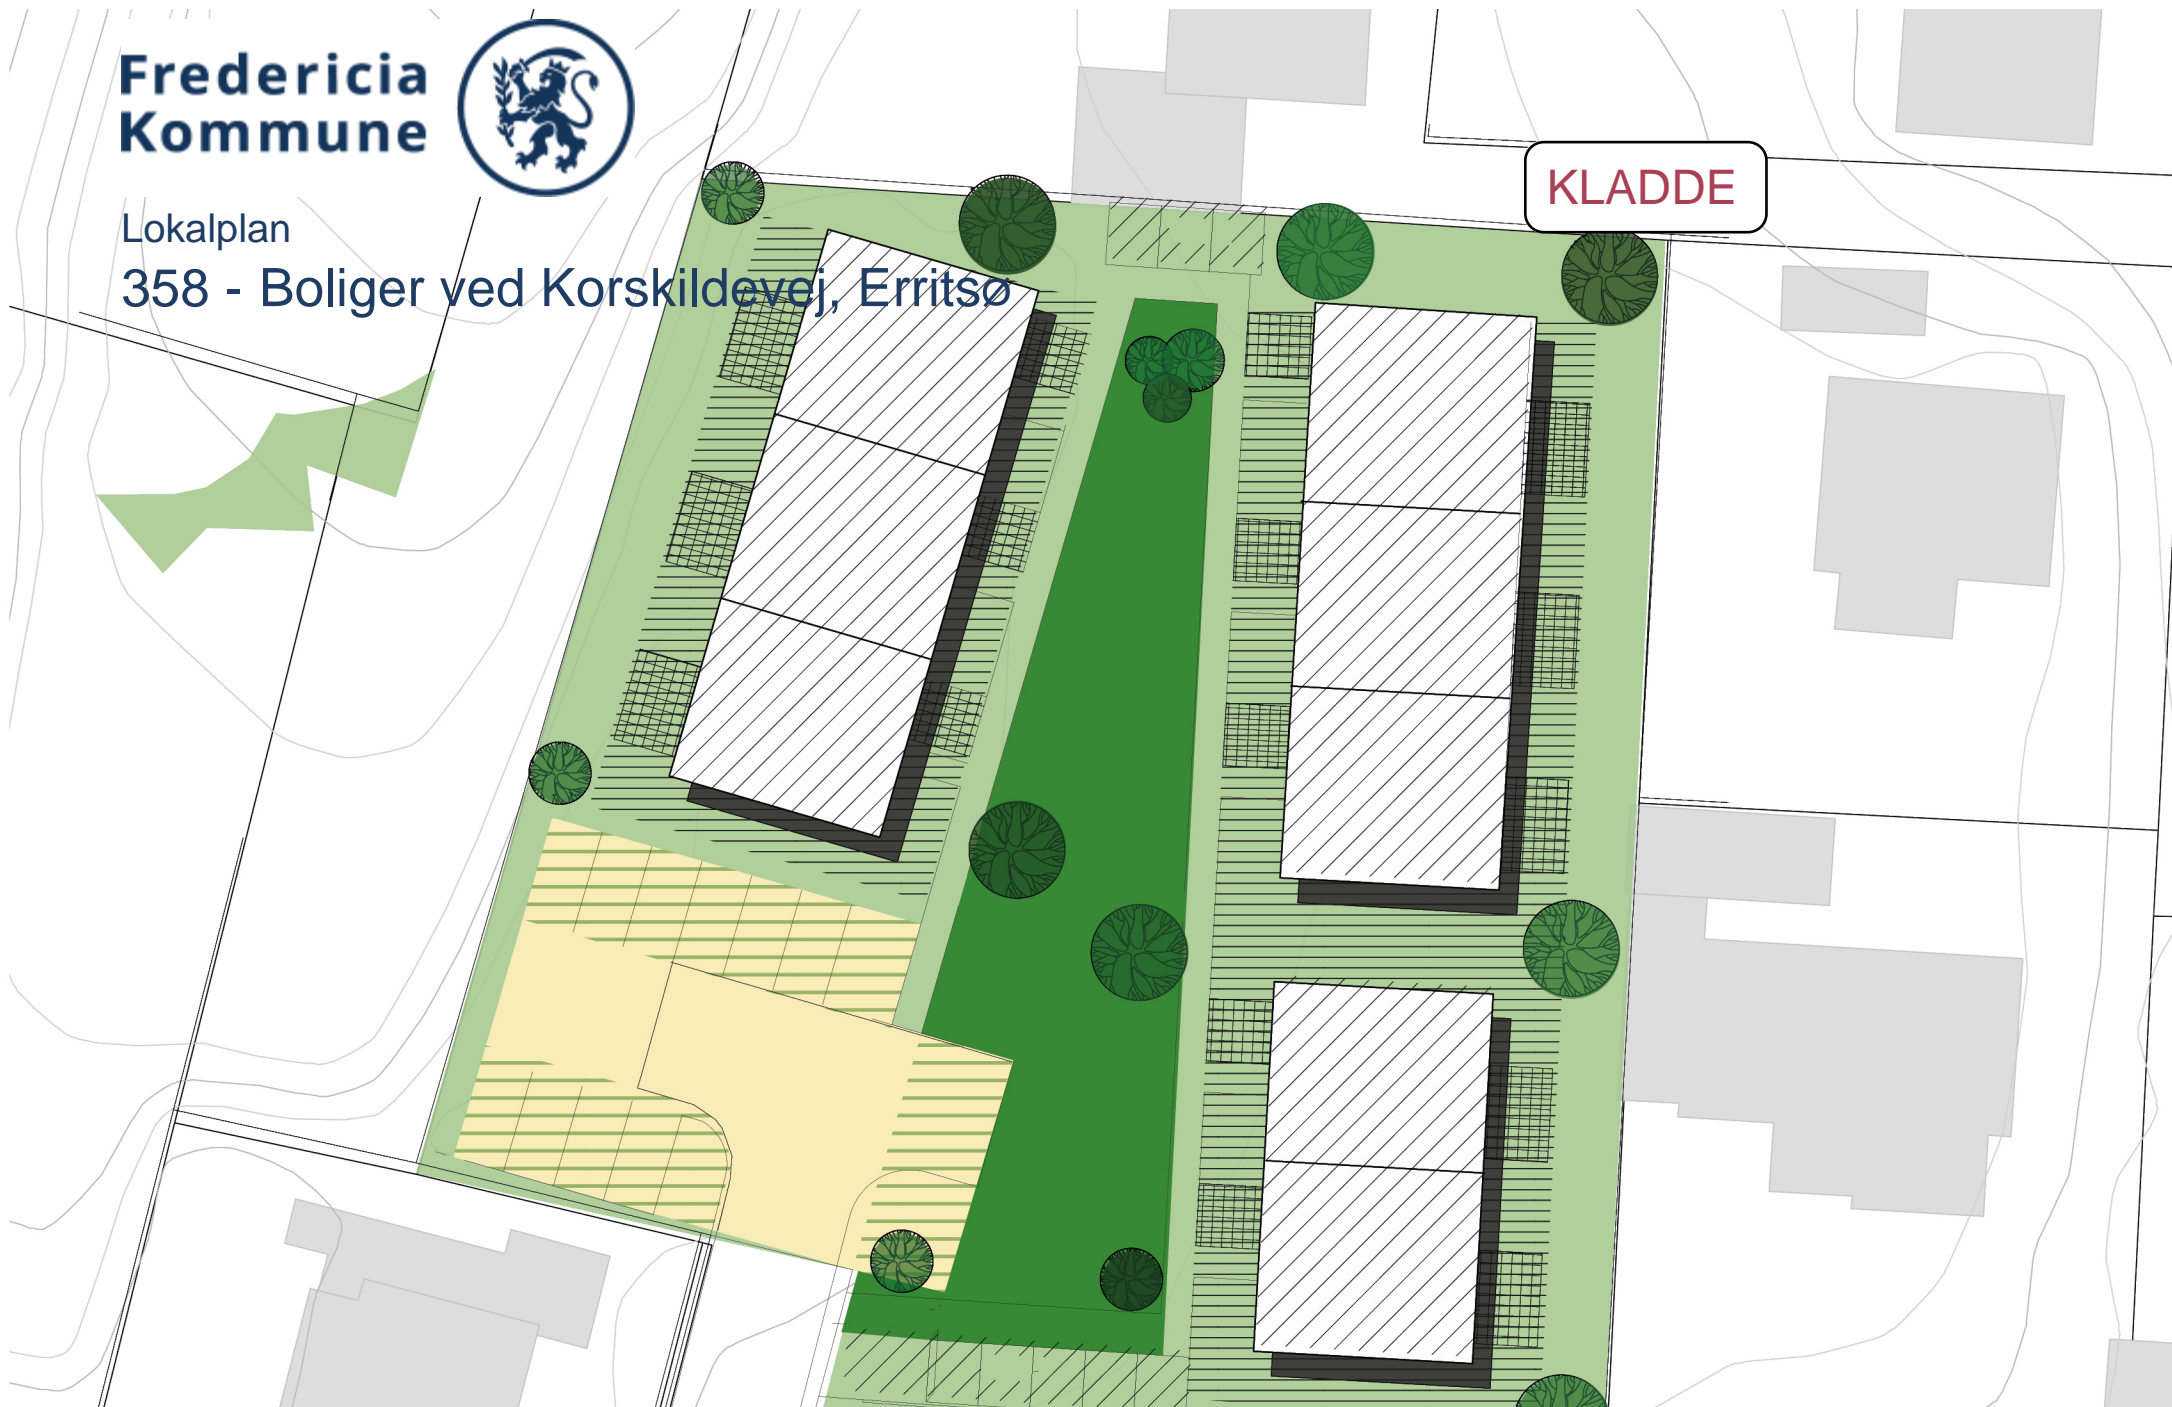 Fredericia
Kommune
KLADDE
Lokalplan
358 - Boliger ved Korskildevej, Erritsø